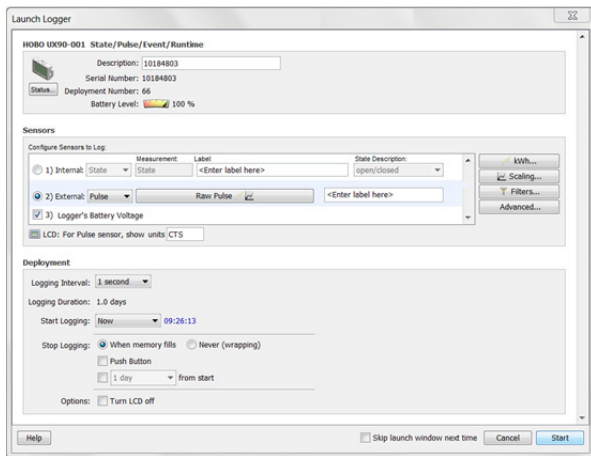 Launch Logger
HOBO UX90-001 State/Pulse/Event/Runtime
Description: 10184803
Serial Number: 10184803
Status... Deployment Number: 66
Battery Level: 100 %
Sensors
Configure Sensors to Log:
Measurement: Label: State Description:
1) Internal: State State <Enter label here> open/closed
kWh...
Scaling...
2) External: Pulse Raw Pulse <Enter label here>
Filters...
Advanced...
3) Logger's Battery Voltage
LCD: For Pulse sensor, show units CTS
Deployment
Logging Interval: 1 second
Logging Duration: 1.0 days
Start Logging: Now 09:26:13
Stop Logging: When memory fills Never (wrapping)
Push Button
1 day from start
Options: Turn LCD off
Help Skip launch window next time Cancel Start